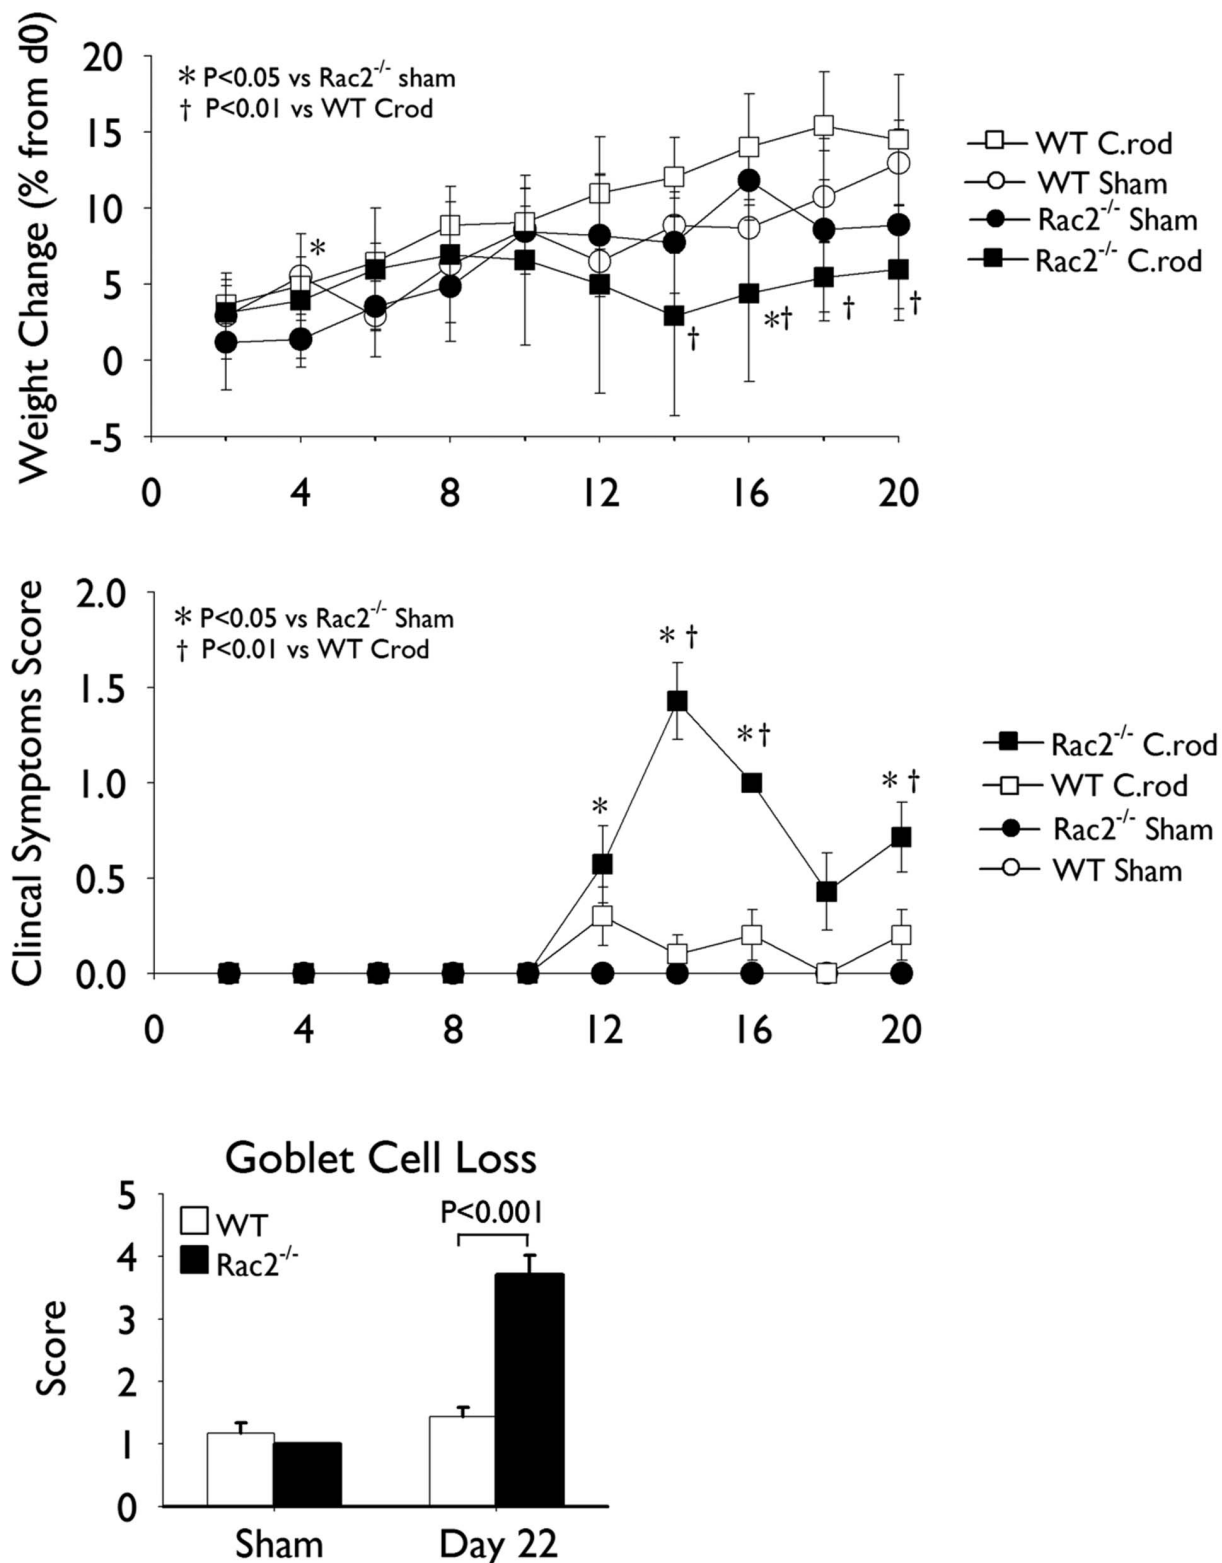 Weight Change (% from d0)
20
15
10
5
0
-5
* P<0.05 vs Rac2-/- sham
† P<0.01 vs WT Crod
*
†
*†
†
†
0 4 8 12 16 20
WT C.rod
WT Sham
Rac2-/- Sham
Rac2-/- C.rod
Clincal Symptoms Score
2.0
1.5
1.0
0.5
0.0
* P<0.05 vs Rac2-/- Sham
† P<0.01 vs WT Crod
*
* †
*†
* †
0 4 8 12 16 20
Rac2-/- C.rod
WT C.rod
Rac2-/- Sham
WT Sham
Goblet Cell Loss
Score
5
4
3
2
1
0
WT
Rac2-/-
P<0.001
Sham Day 22